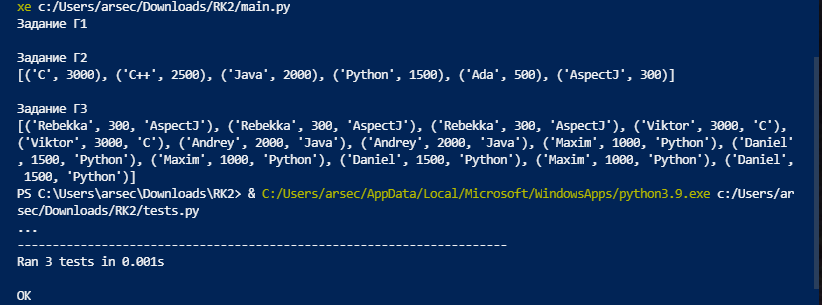 xe c:/Users/arsec/Downloads/RK2/main.py
Задание Г1
Задание Г2
[('C', 3000), ('C++', 2500), ('Java', 2000), ('Python', 1500), ('Ada', 500), ('AspectJ', 300)]
Задание Г3
[('Rebekka', 300, 'AspectJ'), ('Rebekka', 300, 'AspectJ'), ('Rebekka', 300, 'AspectJ'), ('Viktor', 3000, 'C'),
('Viktor', 3000, 'C'), ('Andrey', 2000, 'Java'), ('Andrey', 2000, 'Java'), ('Maxim', 1000, 'Python'), ('Daniel'
, 1500, 'Python'), ('Maxim', 1000, 'Python'), ('Daniel', 1500, 'Python'), ('Maxim', 1000, 'Python'), ('Daniel',
1500, 'Python')]
PS C:\Users\arsec\Downloads\RK2> & C:/Users/arsec/AppData/Local/Microsoft/WindowsApps/python3.9.exe c:/Users/ar
sec/Downloads/RK2/tests.py
...
----------------------------------------------------------------------
Ran 3 tests in 0.001s
OK